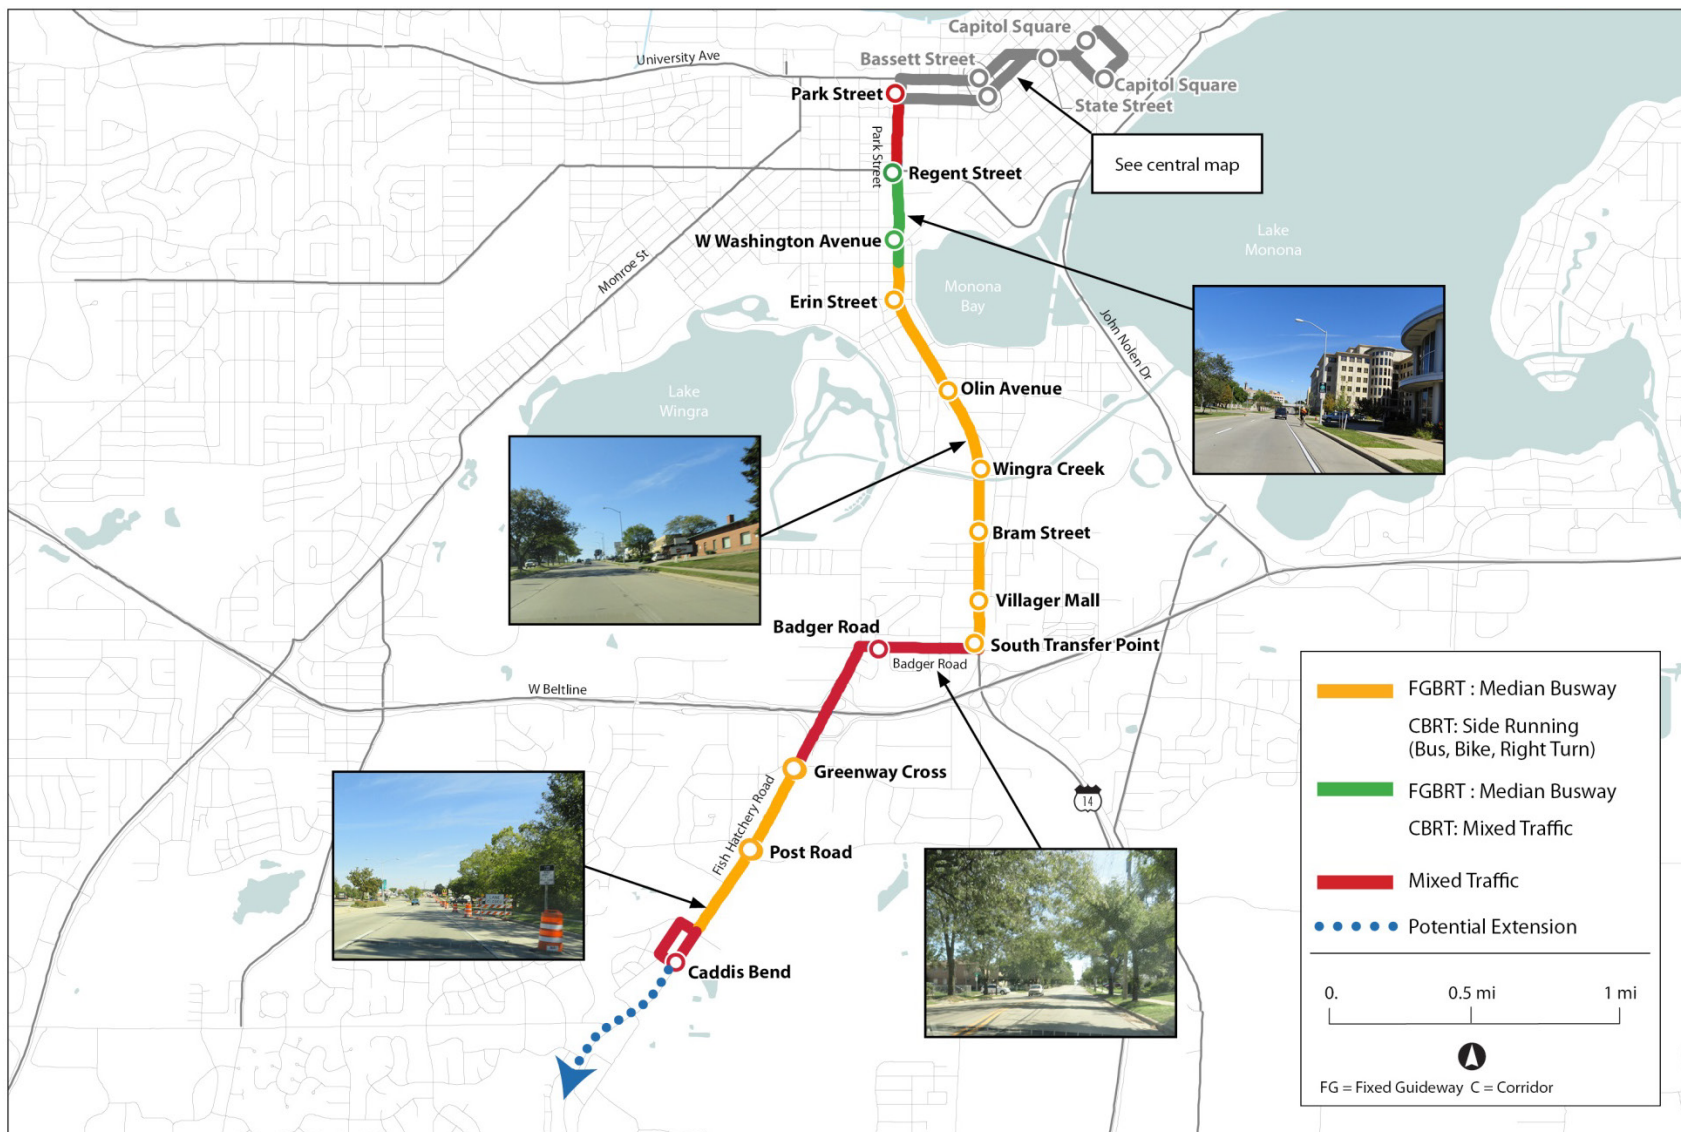 Capitol Square
Bassett Street
University Ave
Capitol Square
State Street
Park Street
Park Street
See central map
Regent Street
W Washington Avenue
Lake
Monona
Monroe St
Erin Street
Monona
Bay
John Nolen Dr
Olin Avenue
Lake
Wingra
Wingra Creek
Bram Street
Villager Mall
Badger Road
South Transfer Point
Badger Road
W Beltline
Greenway Cross
14
Fish Hatchery Road
Post Road
Caddis Bend
FGBRT : Median Busway
CBRT: Side Running
(Bus, Bike, Right Turn)
FGBRT : Median Busway
CBRT: Mixed Traffic
Mixed Traffic
Potential Extension
0. 0.5 mi 1 mi
FG = Fixed Guideway C = Corridor